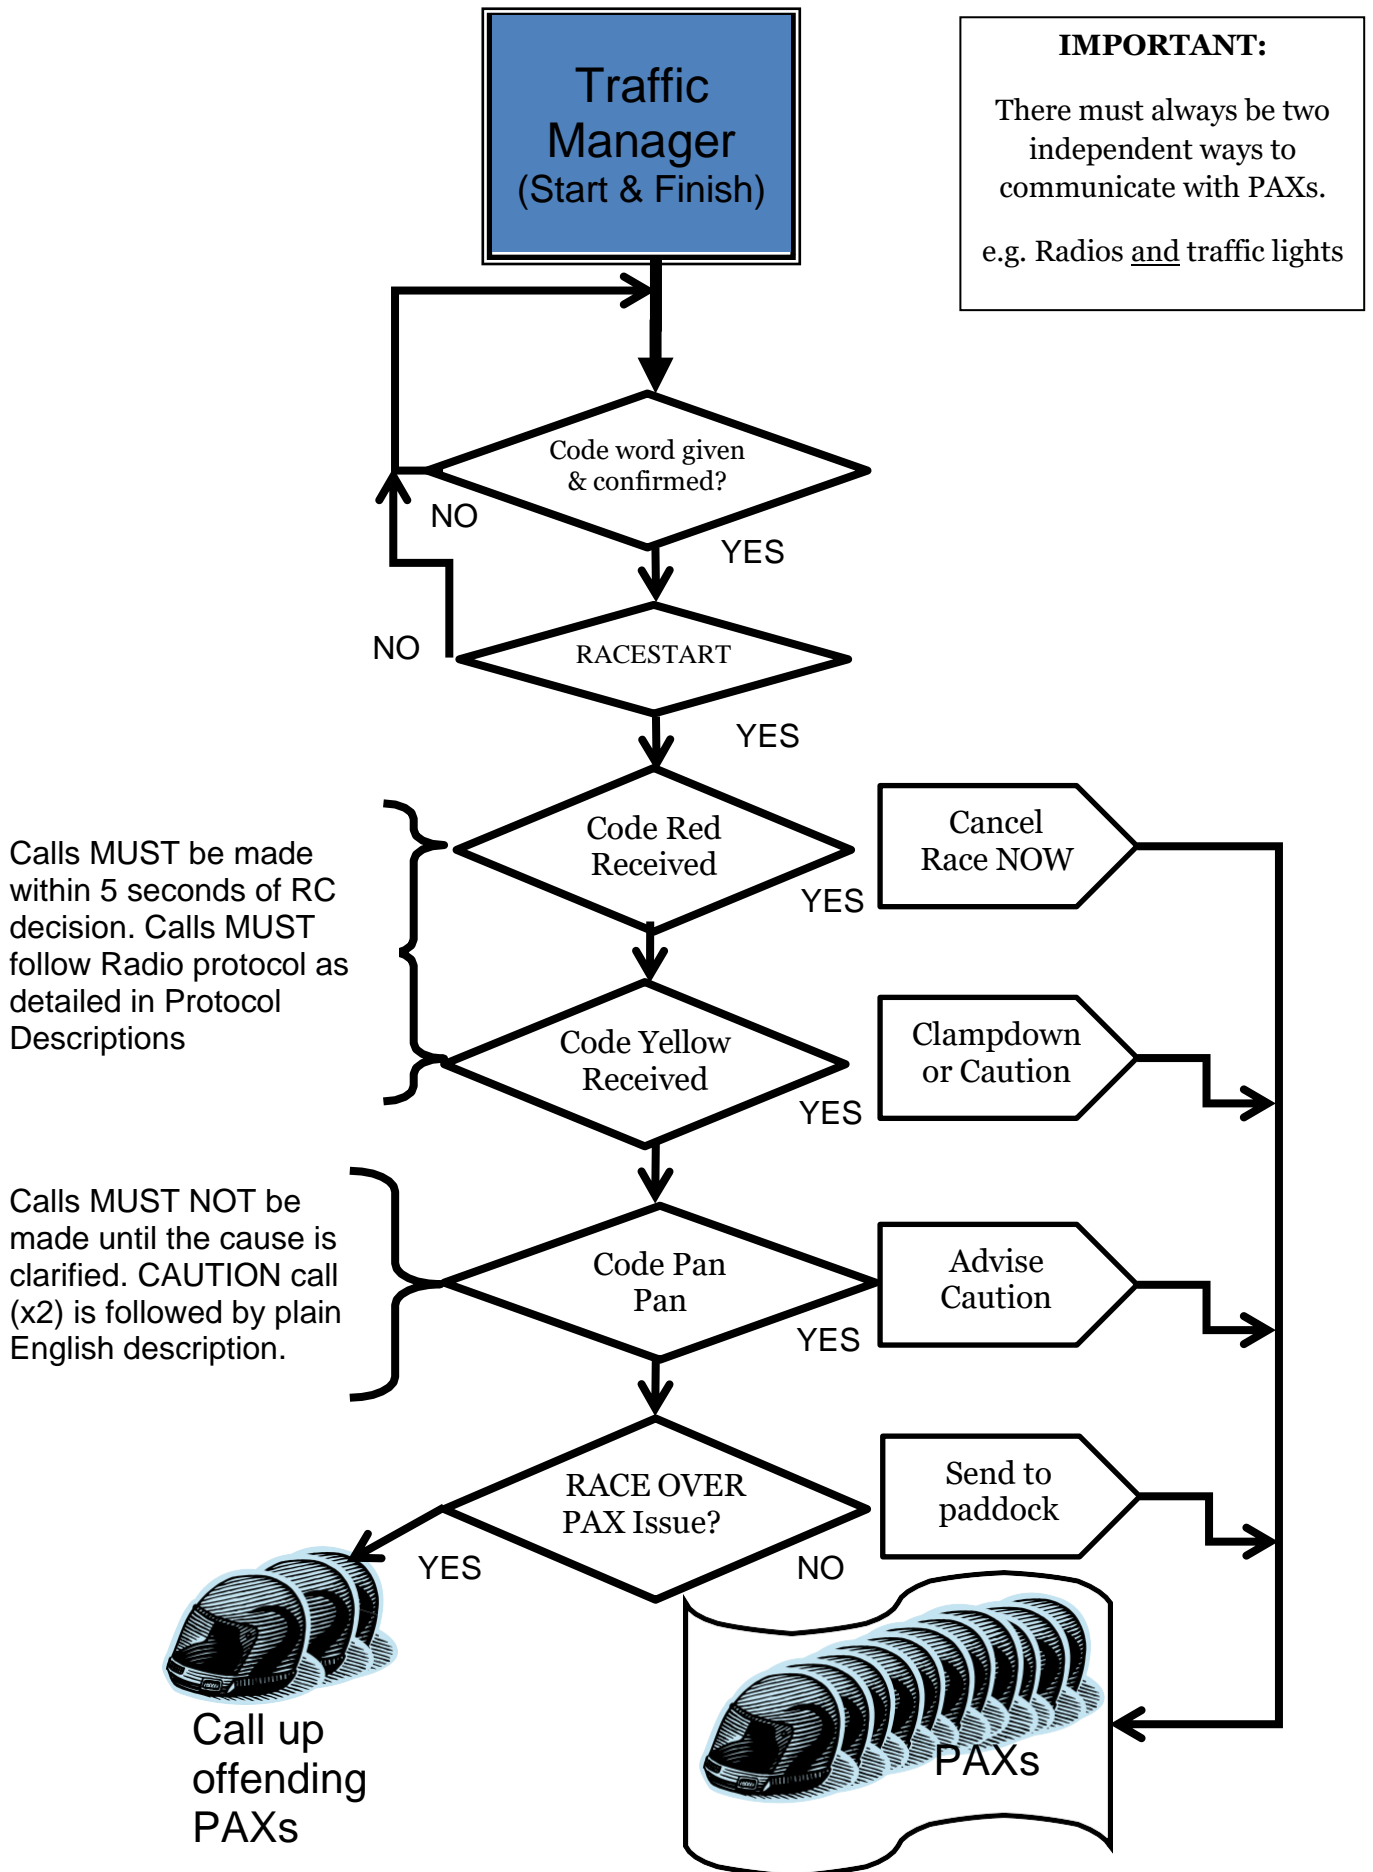 Traffic
Manager
(Start & Finish)
IMPORTANT:
There must always be two
independent ways to
communicate with PAXs.
e.g. Radios and traffic lights
Code word given
& confirmed?
NO
YES
RACESTART
NO
YES
Code Red
Received
YES
Cancel
Race NOW
Calls MUST be made
within 5 seconds of RC
decision. Calls MUST
follow Radio protocol as
detailed in Protocol
Descriptions
Code Yellow
Received
YES
Clampdown
or Caution
Calls MUST NOT be
made until the cause is
clarified. CAUTION call
(x2) is followed by plain
English description.
Code Pan
Pan
YES
Advise
Caution
RACE OVER
PAX Issue?
YES
NO
Send to
paddock
Call up
offending
PAXs
PAXs